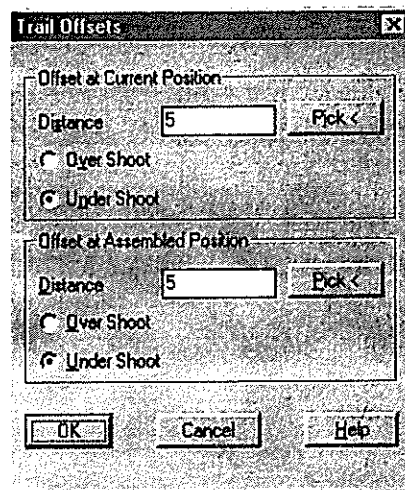 Trail Offsets
Offset at Current Position
Distance 5 Pick <
Over Shoot
Under Shoot
Offset at Assembled Position
Distance 5 Pick <
Over Shoot
Under Shoot
OK Cancel Help